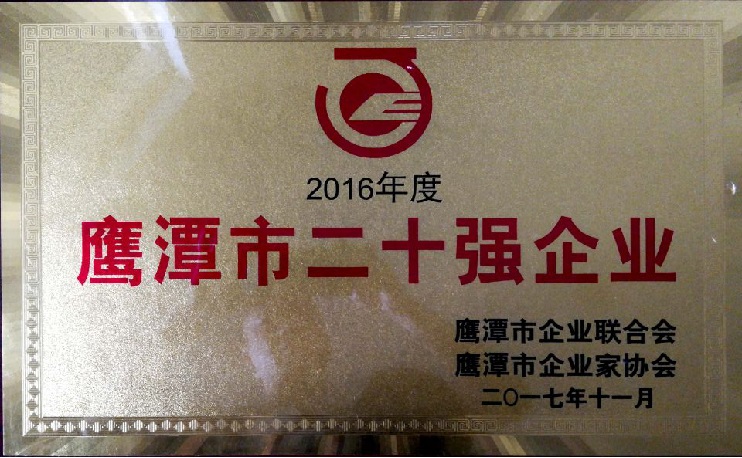 2016年度
鹰潭市二十强企业
鹰潭市企业联合会
鹰潭市企业家协会
二〇一七年十一月